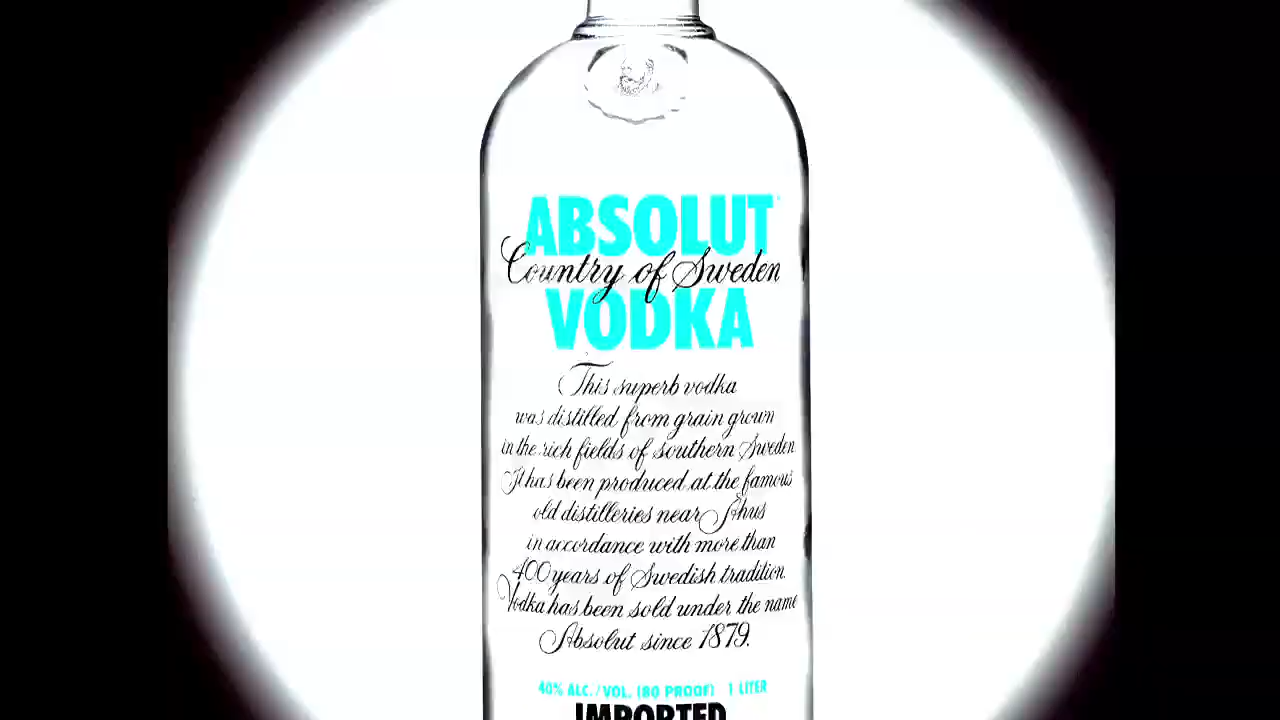 ABSOLUT
Country of Sweden
VODKA
This superb vodka
was distilled from grain grown
in the rich fields of southern Sweden.
It has been produced at the famous
old distilleries near Åhus
in accordance with more than
400 years of Swedish tradition.
Vodka has been sold under the name
Absolut since 1879.
40% ALC./VOL. (80 PROOF) 1 LITER
IMPORTED